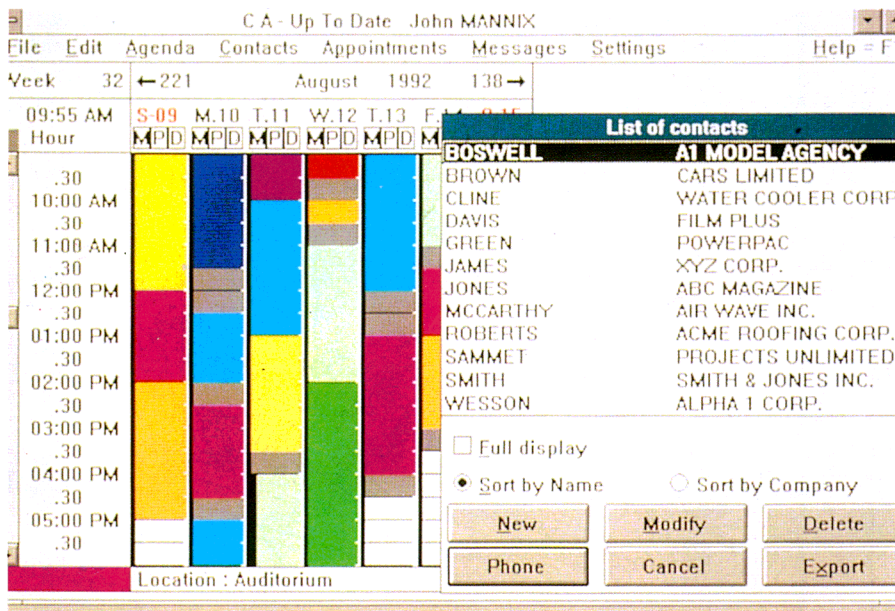 C A - Up To Date John MANNIX
File Edit Agenda Contacts Appointments Messages Settings Help = F
Week 32 ←221 August 1992 138→
09:55 AM S-09 M.10 T.11 W.12 T.13
Hour M P D M P D M P D M P D M P D M
List of contacts
BOSWELL A1 MODEL AGENCY
BROWN CARS LIMITED
CLINE WATER COOLER CORP
DAVIS FILM PLUS
GREEN POWERPAC
JAMES XYZ CORP.
JONES ABC MAGAZINE
MCCARTHY AIR WAVE INC.
ROBERTS ACME ROOFING CORP.
SAMMET PROJECTS UNLIMITED
SMITH SMITH & JONES INC.
WESSON ALPHA 1 CORP.
.30
10:00 AM
.30
11:00 AM
.30
12:00 PM
.30
01:00 PM
.30
02:00 PM
.30
03:00 PM
.30
04:00 PM
.30
05:00 PM
.30
Full display
Sort by Name Sort by Company
New Modify Delete
Phone Cancel Export
Location : Auditorium